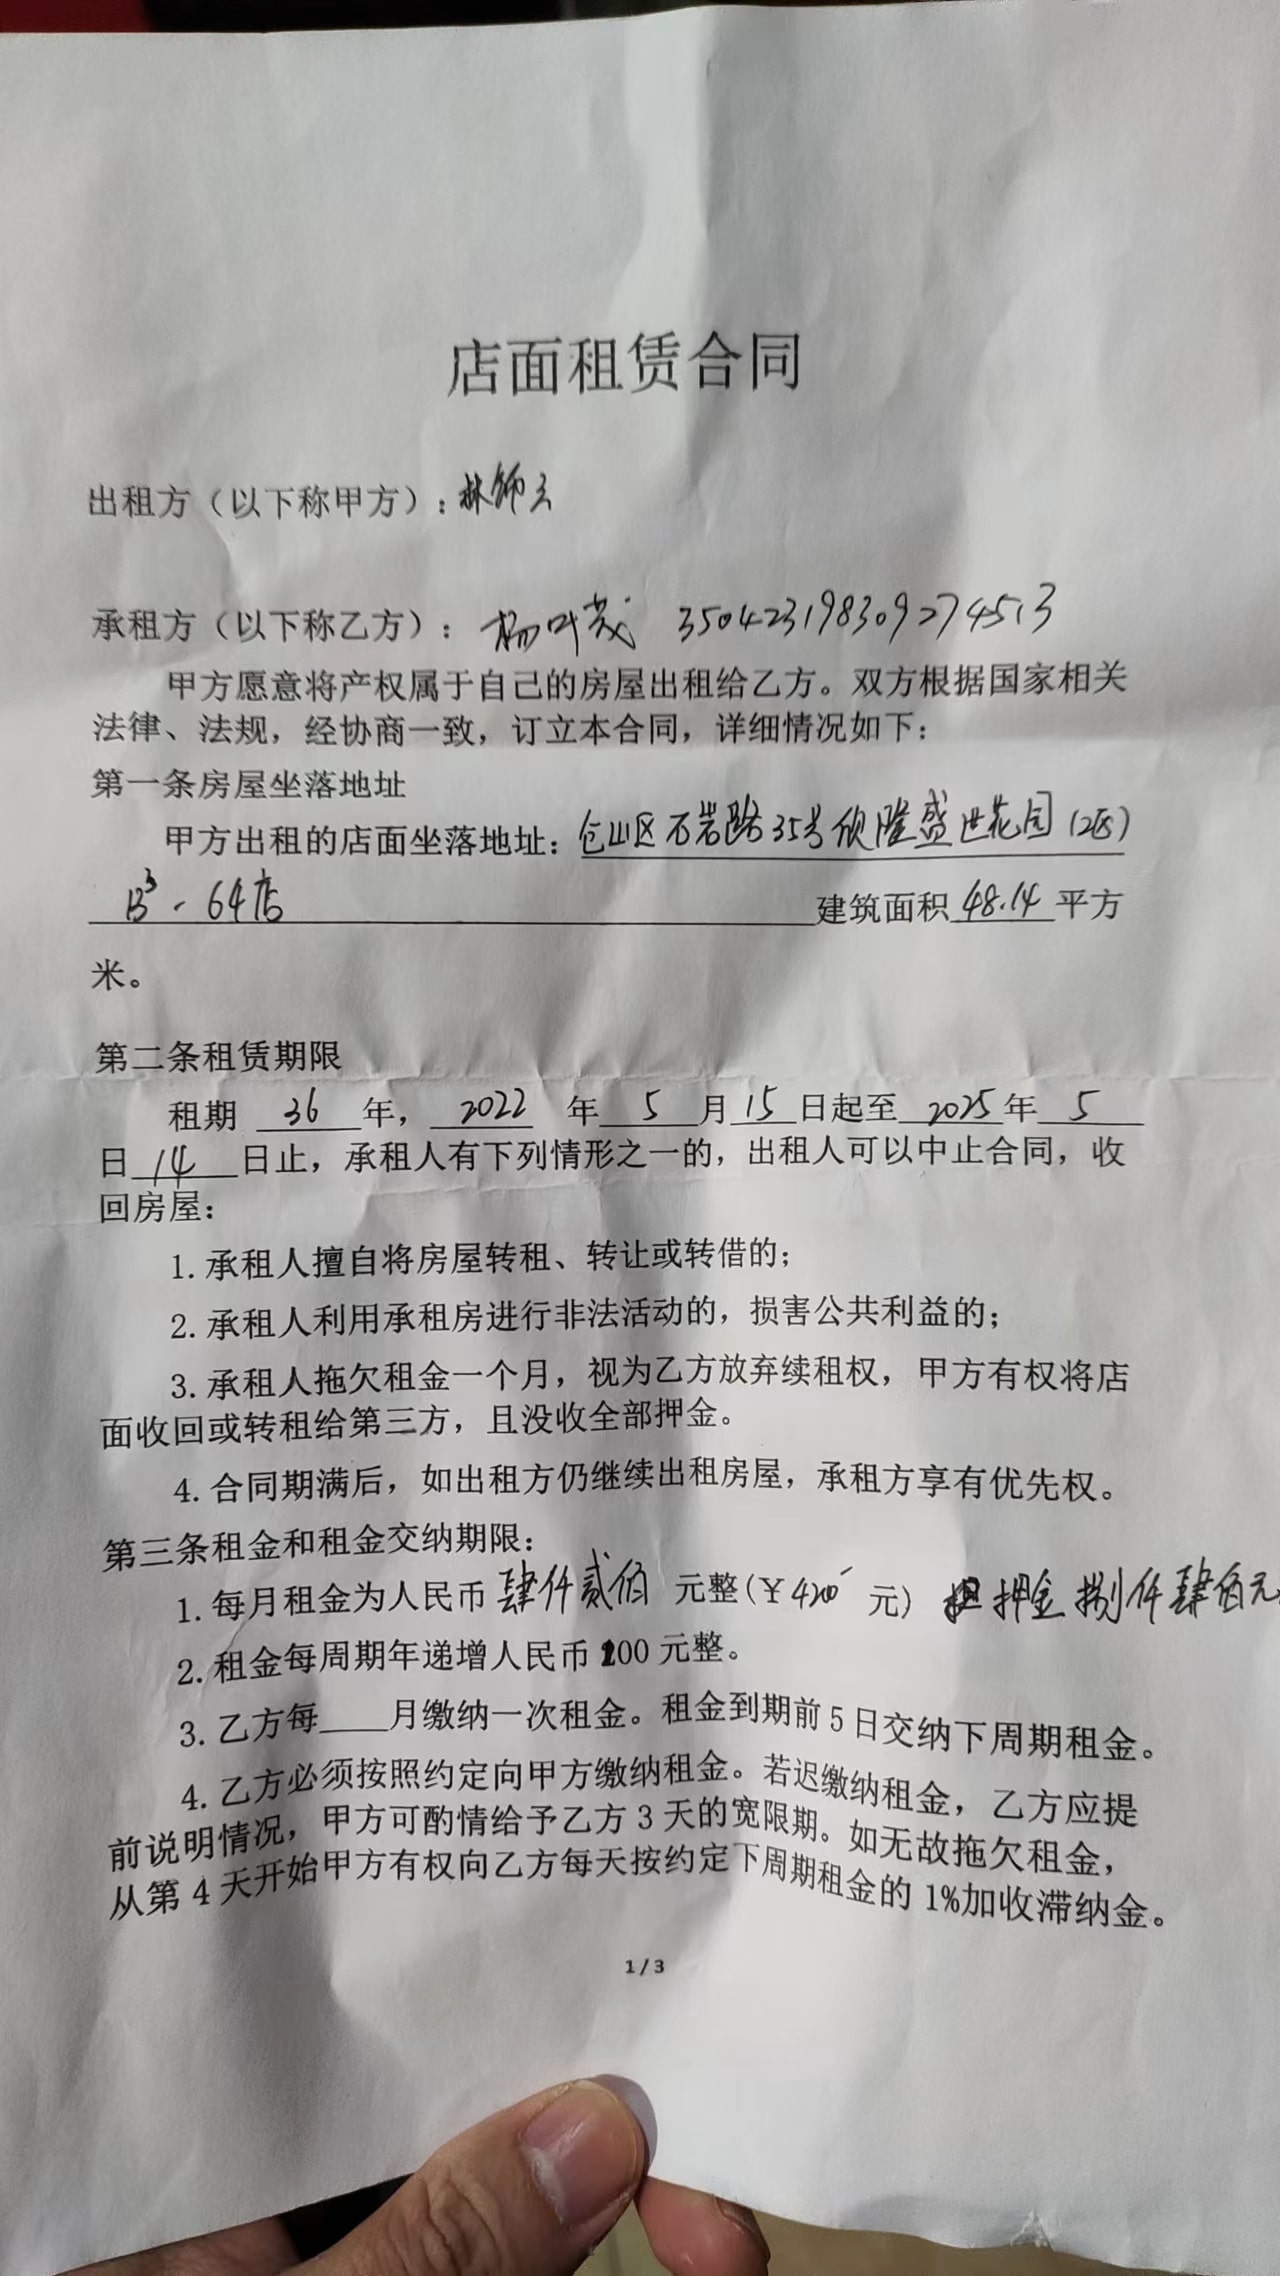 店面租赁合同
出租方（以下称甲方）：林師云
承租方（以下称乙方）：杨叶茂 350423198309274513
甲方愿意将产权属于自己的房屋出租给乙方。双方根据国家相关
法律、法规，经协商一致，订立本合同，详细情况如下：
第一条房屋坐落地址
甲方出租的店面坐落地址：仓山区石岩路35号欣隆盛世花园(2区)
B3-64店 建筑面积 48.14 平方
米。
第二条租赁期限
租期 36 年， 2022 年 5 月 15 日起至 2025 年 5
日 14 日止，承租人有下列情形之一的，出租人可以中止合同，收
回房屋：
1. 承租人擅自将房屋转租、转让或转借的；
2. 承租人利用承租房进行非法活动的，损害公共利益的；
3. 承租人拖欠租金一个月，视为乙方放弃续租权，甲方有权将店
面收回或转租给第三方，且没收全部押金。
4. 合同期满后，如出租方仍继续出租房屋，承租方享有优先权。
第三条租金和租金交纳期限：
1. 每月租金为人民币 肆仟贰佰 元整（¥ 4200 元） 押金捌仟肆佰元
2. 租金每周期年递增人民币 100 元整。
3. 乙方每____月缴纳一次租金。租金到期前 5 日交纳下周期租金。
4. 乙方必须按照约定向甲方缴纳租金。若迟缴纳租金，乙方应提
前说明情况，甲方可酌情给予乙方 3 天的宽限期。如无故拖欠租金，
从第 4 天开始甲方有权向乙方每天按约定下周期租金的 1%加收滞纳金。
1 / 3